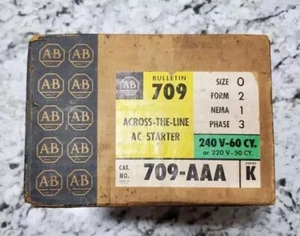 AB AB
AB AB
AB AB
AB AB
AB AB
BULLETIN
709
ACROSS-THE-LINE
AC STARTER
SIZE 0
FORM 2
NEMA 1
PHASE 3
240 V-60 CY.
or 220 V-50 CY.
CAT. NO. 709-AAA
K